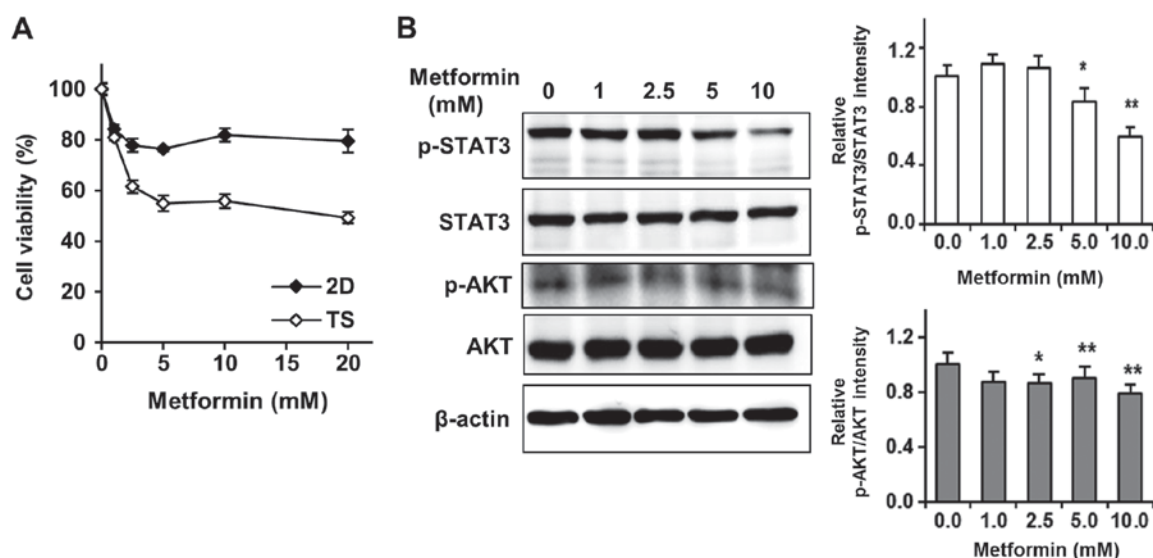 A
Cell viability (%)
100
80
60
40
20
0
2D
TS
0 5 10 15 20
Metformin (mM)
B
Metformin
(mM)
0 1 2.5 5 10
p-STAT3
STAT3
p-AKT
AKT
β-actin
Relative
p-STAT3/STAT3 Intensity
1.2
0.8
0.4
0.0
*
**
0.0 1.0 2.5 5.0 10.0
Metformin (mM)
Relative
p-AKT/AKT intensity
1.2
0.8
0.4
0.0
* ** **
0.0 1.0 2.5 5.0 10.0
Metformin (mM)